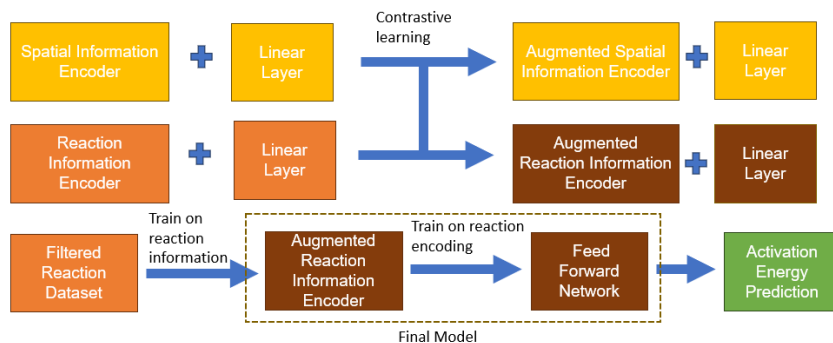 Spatial Information
Encoder
Linear
Layer
Contrastive
learning
Augmented Spatial
Information Encoder
Linear
Layer
Reaction
Information
Encoder
Linear
Layer
Augmented
Reaction Information
Encoder
Linear
Layer
Filtered
Reaction
Dataset
Train on
reaction
information
Augmented
Reaction
Information
Encoder
Train on reaction
encoding
Feed
Forward
Network
Activation
Energy
Prediction
Final Model